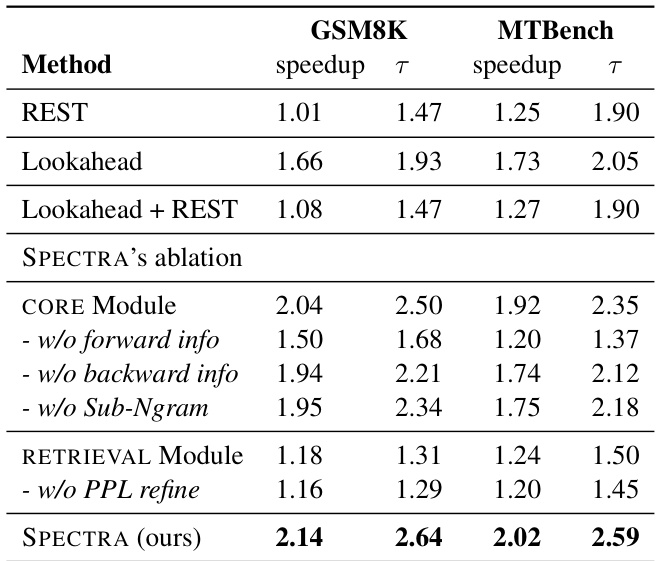 GSM8K MTBench
Method speedup τ speedup τ
REST 1.01 1.47 1.25 1.90
Lookahead 1.66 1.93 1.73 2.05
Lookahead + REST 1.08 1.47 1.27 1.90
SPECTRA's ablation
CORE Module 2.04 2.50 1.92 2.35
- w/o forward info 1.50 1.68 1.20 1.37
- w/o backward info 1.94 2.21 1.74 2.12
- w/o Sub-Ngram 1.95 2.34 1.75 2.18
RETRIEVAL Module 1.18 1.31 1.24 1.50
- w/o PPL refine 1.16 1.29 1.20 1.45
SPECTRA (ours) 2.14 2.64 2.02 2.59